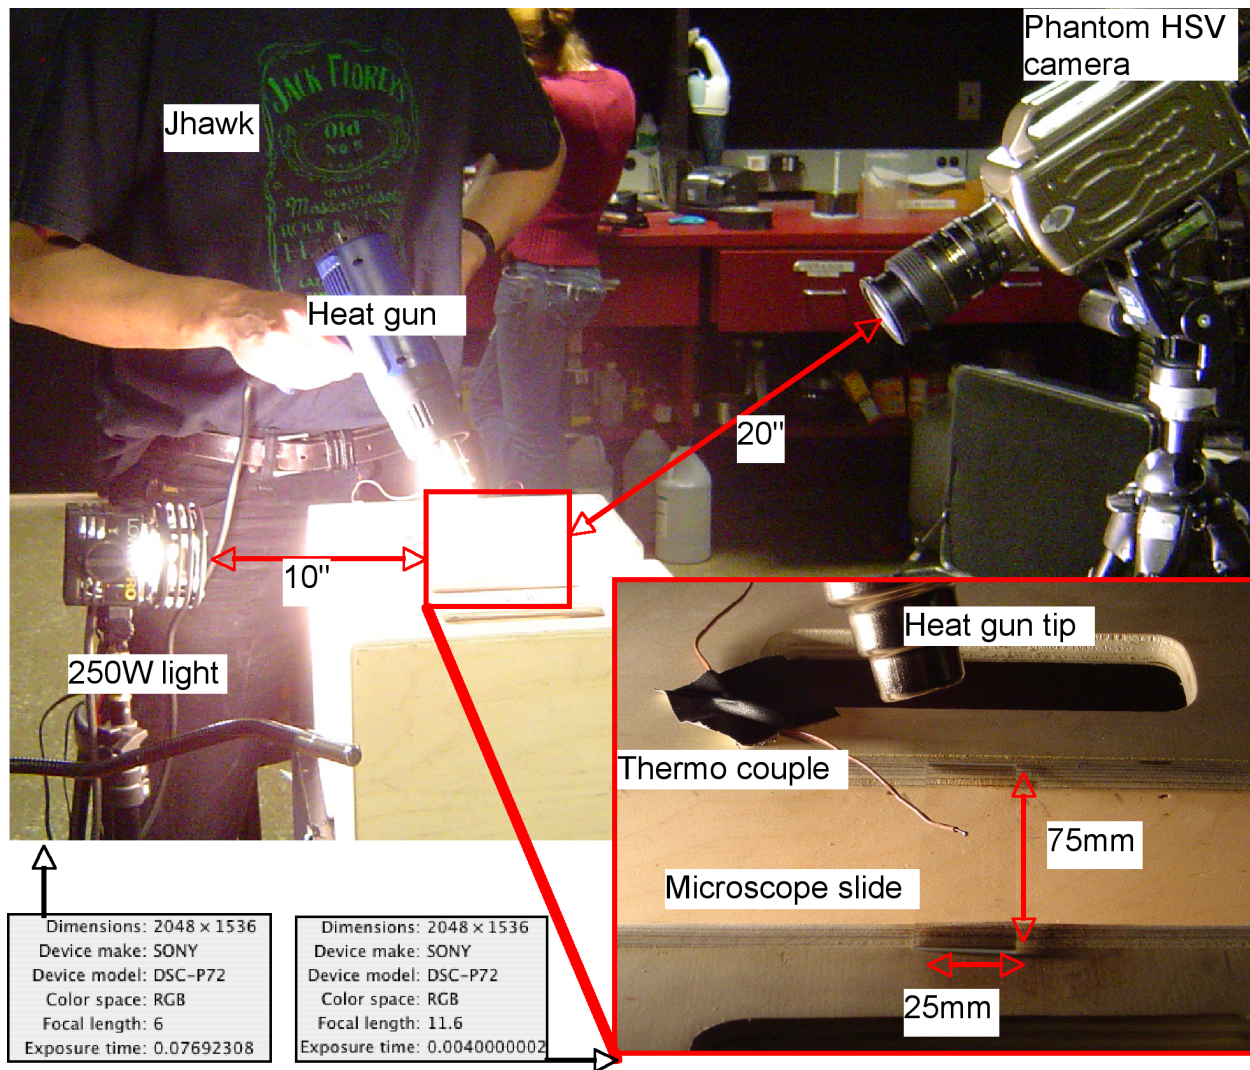 Phantom HSV
camera
Jhawk
JACK FLOREYS
Old
No 5
QUALITY
Massachusetts
Heat gun
20"
10"
250W light
Heat gun tip
Thermo couple
75mm
Microscope slide
25mm
Dimensions: 2048 × 1536
Device make: SONY
Device model: DSC-P72
Color space: RGB
Focal length: 6
Exposure time: 0.07692308
Dimensions: 2048 × 1536
Device make: SONY
Device model: DSC-P72
Color space: RGB
Focal length: 11.6
Exposure time: 0.0040000002